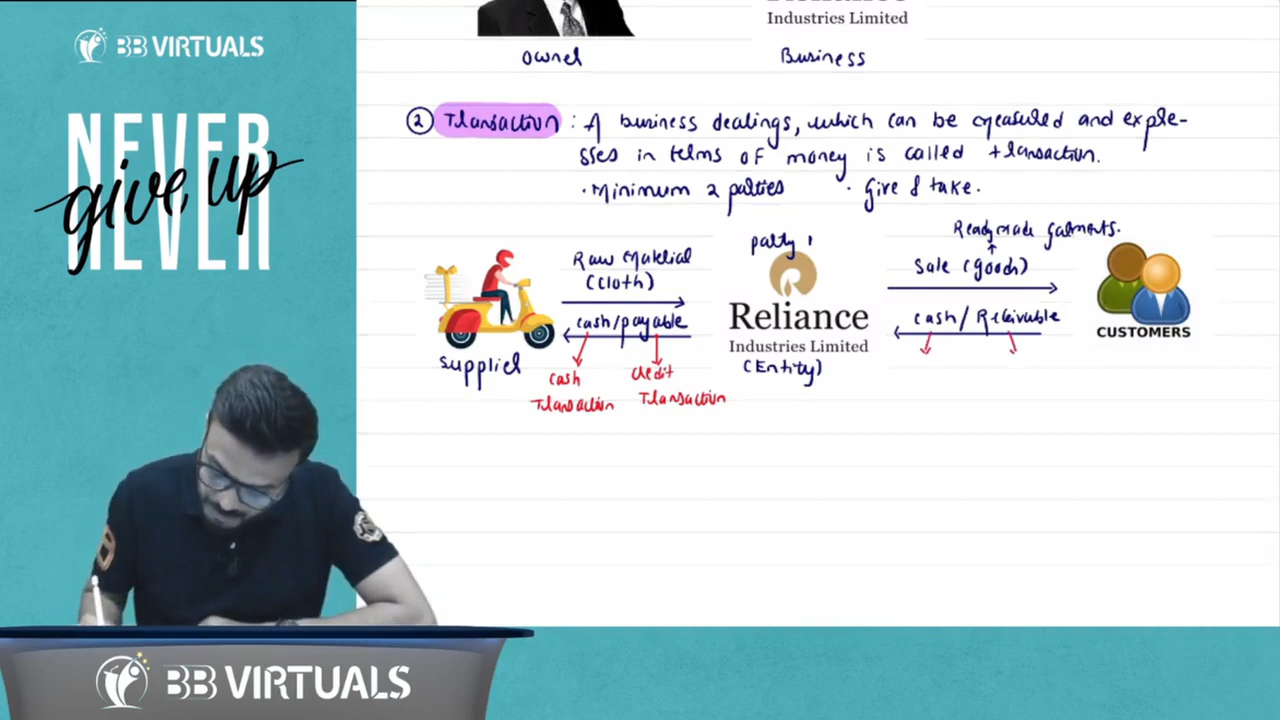 BB VIRTUALS
NEVER
give up
NEVER
Industries Limited
owner
Business
② Transaction : A business dealings, which can be measured and expre-
sses in terms of money is called transaction.
· Minimum 2 parties · Give & take.
Readymade garments.
party 1
Raw material
(cloth)
Sale (goods)
cash/payable
Reliance
Industries Limited
(Entity)
cash/Receivable
CUSTOMERS
supplier
cash
Transaction
credit
Transaction
BB VIRTUALS